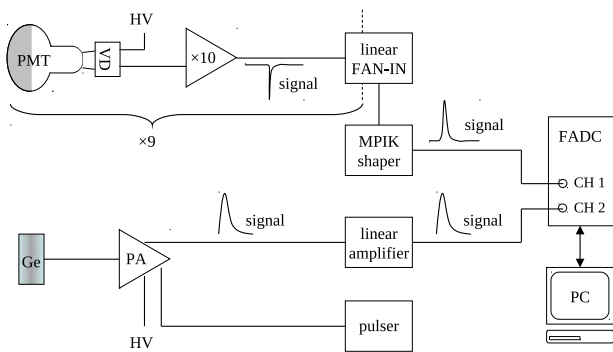 HV
PMT
VD
×10
signal
linear
FAN-IN
×9
MPIK
shaper
signal
FADC
CH 1
CH 2
signal
signal
linear
amplifier
Ge
PA
HV
pulser
PC